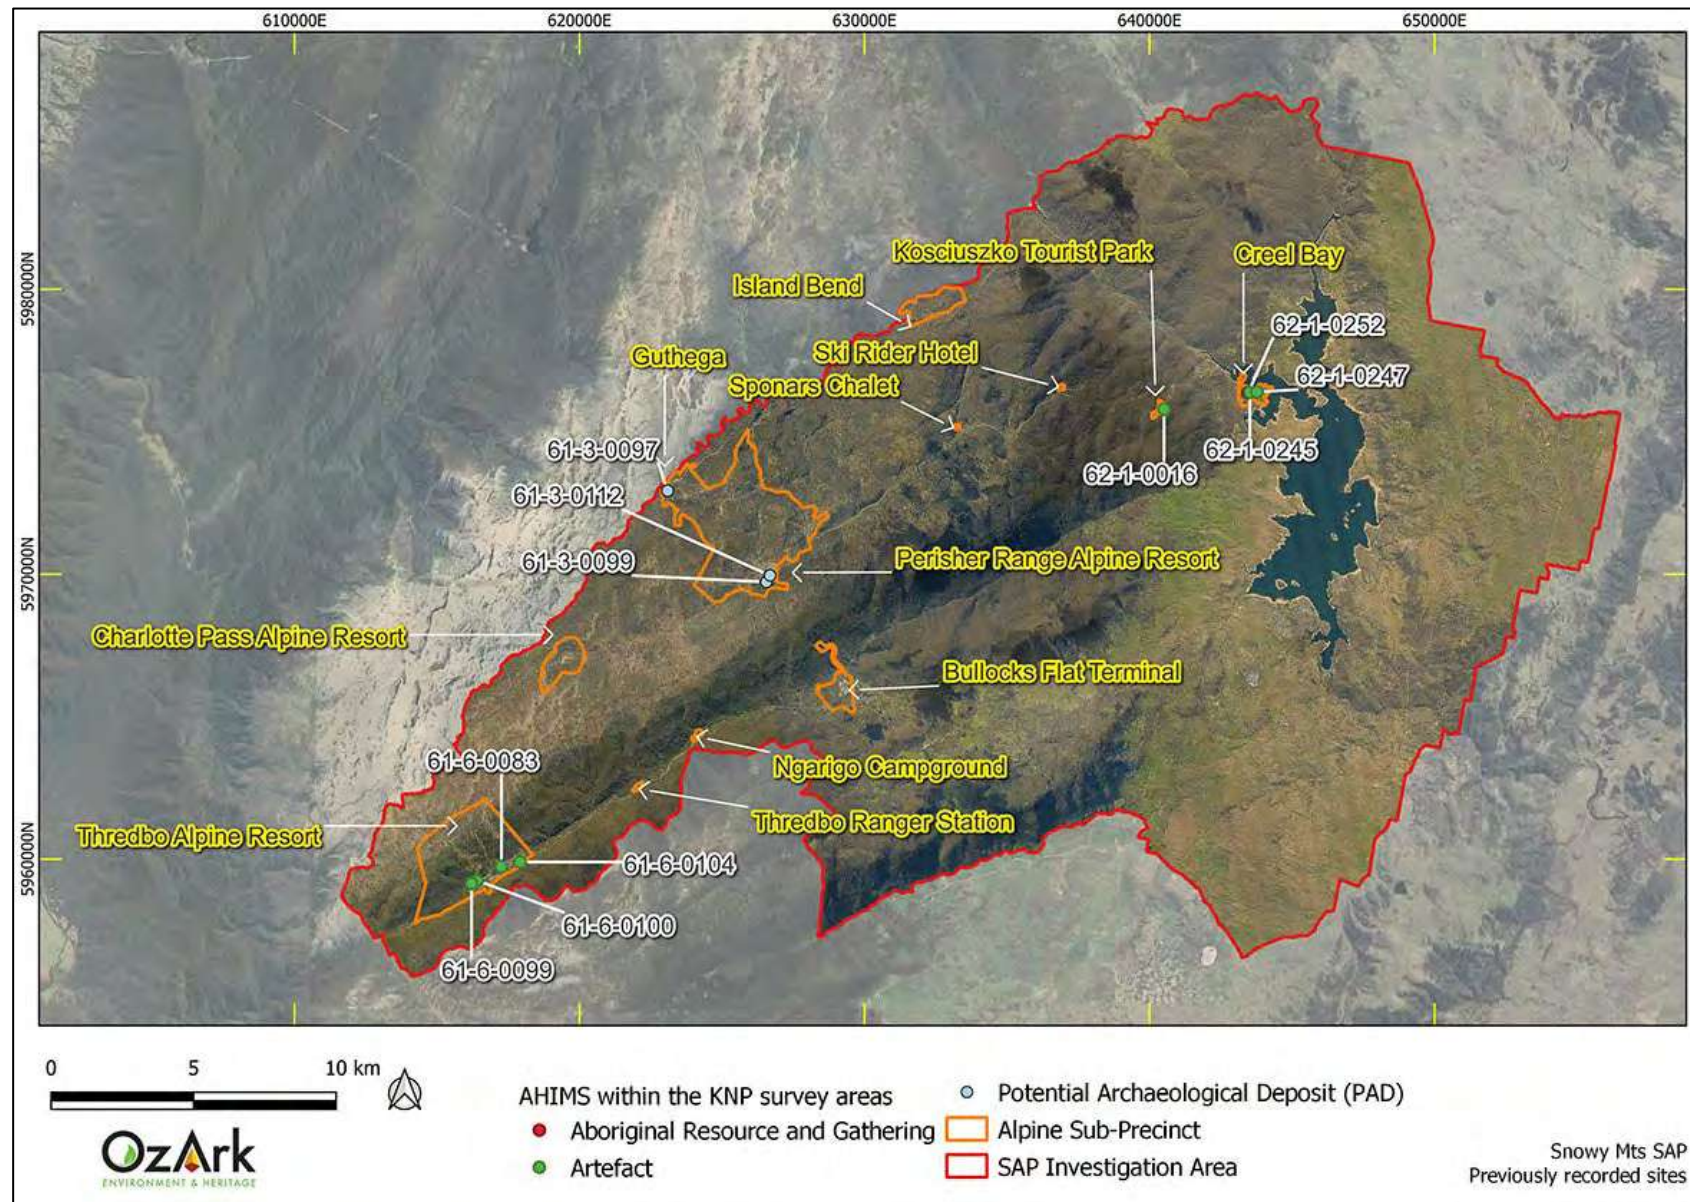 610000E 620000E 630000E 640000E 650000E
5980000N
5970000N
5960000N
Kosciuszko Tourist Park
Creel Bay
Island Bend
62-1-0252
Guthega
Ski Rider Hotel
62-1-0247
Sponars Chalet
61-3-0097
62-1-0245
62-1-0016
61-3-0112
61-3-0099
Perisher Range Alpine Resort
Charlotte Pass Alpine Resort
Bullocks Flat Terminal
61-6-0083
Ngarigo Campground
Thredbo Alpine Resort
Thredbo Ranger Station
61-6-0104
61-6-0100
61-6-0099
0 5 10 km
AHIMS within the KNP survey areas
Aboriginal Resource and Gathering
Artefact
Potential Archaeological Deposit (PAD)
Alpine Sub-Precinct
SAP Investigation Area
OzArk
ENVIRONMENT & HERITAGE
Snowy Mts SAP
Previously recorded sites